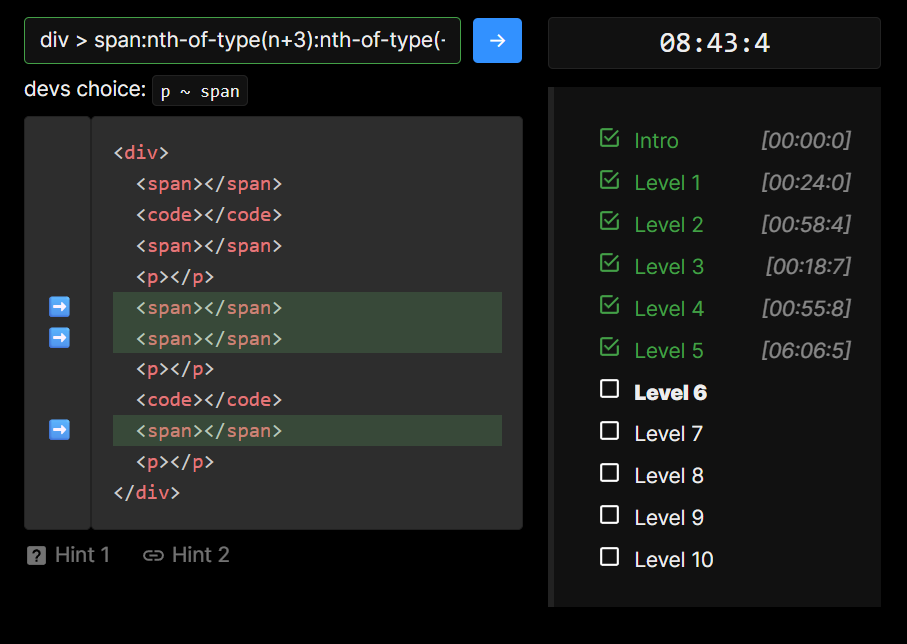 div > span:nth-of-type(n+3):nth-of-type(-
08:43:4
devs choice: p ~ span
<div>
<span></span>
<code></code>
<span></span>
<p></p>
<span></span>
<span></span>
<p></p>
<code></code>
<span></span>
<p></p>
</div>
Hint 1
Hint 2
Intro [00:00:0]
Level 1 [00:24:0]
Level 2 [00:58:4]
Level 3 [00:18:7]
Level 4 [00:55:8]
Level 5 [06:06:5]
Level 6
Level 7
Level 8
Level 9
Level 10